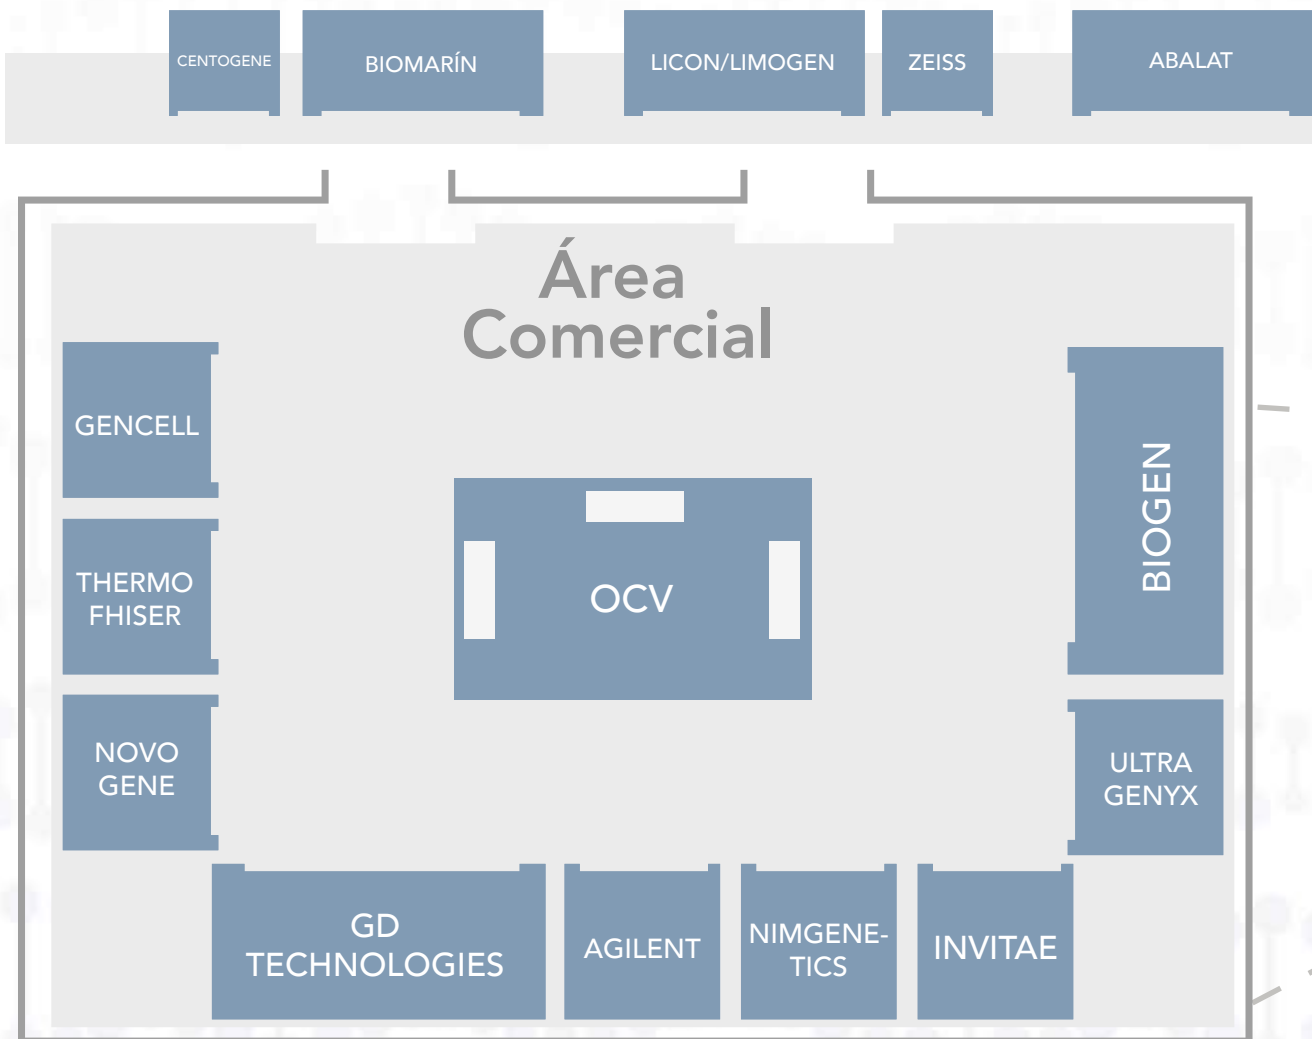 CENTOGENE
BIOMARÍN
LICON/LIMOGEN
ZEISS
ABALAT
Área
Comercial
GENCELL
THERMO
FHISER
NOVO
GENE
OCV
BIOGEN
ULTRA
GENYX
GD
TECHNOLOGIES
AGILENT
NIMGENE-
TICS
INVITAE